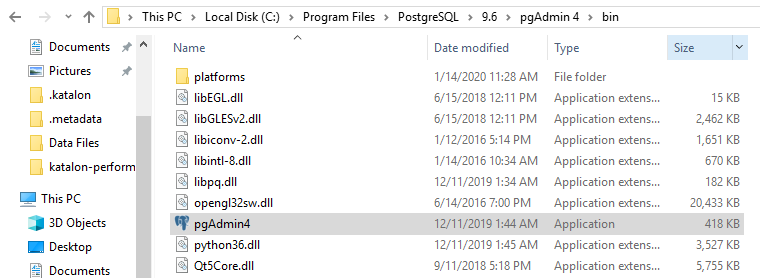 This PC > Local Disk (C:) > Program Files > PostgreSQL > 9.6 > pgAdmin 4 > bin
Name Date modified Type Size
Documents
Pictures
.katalon
.metadata
Data Files
katalon-perform
This PC
3D Objects
Desktop
Documents
platforms 1/14/2020 11:28 AM File folder
libEGL.dll 6/15/2018 12:11 PM Application extens... 15 KB
libGLESv2.dll 6/15/2018 12:11 PM Application extens... 2,462 KB
libiconv-2.dll 1/12/2016 5:14 PM Application extens... 1,651 KB
libintl-8.dll 1/14/2016 10:34 AM Application extens... 670 KB
libpq.dll 12/11/2019 1:34 AM Application extens... 182 KB
opengl32sw.dll 6/14/2016 7:00 PM Application extens... 20,433 KB
pgAdmin4 12/11/2019 1:44 AM Application 418 KB
python36.dll 12/11/2019 1:45 AM Application extens... 3,527 KB
Qt5Core.dll 9/11/2018 5:18 PM Application extens... 5,755 KB